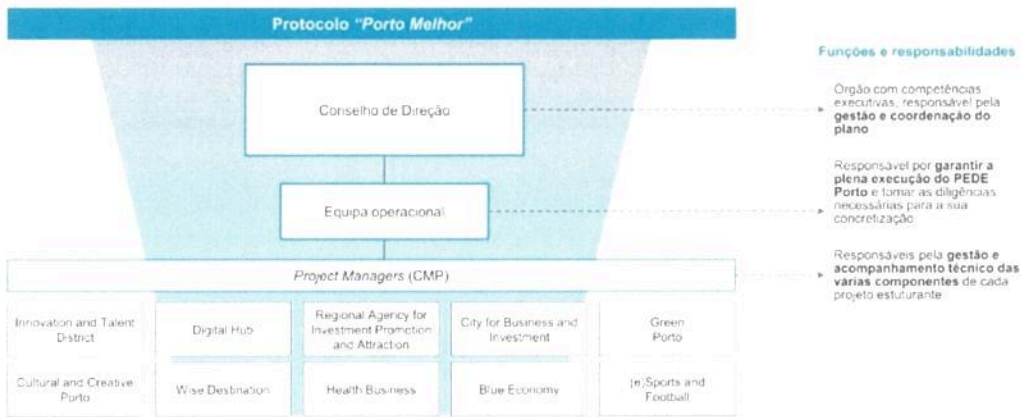 Protocolo "Porto Melhor"
Funções e responsabilidades
Conselho de Direção
Órgão com competências
executivas, responsável pela
gestão e coordenação do
plano
Equipa operacional
Responsável por garantir a
plena execução do PEDE
Porto e tomar as diligências
necessárias para a sua
concretização
Project Managers (CMP)
Responsáveis pela gestão e
acompanhamento técnico das
várias componentes de cada
projeto estuturante
Innovation and Talent
District
Digital Hub
Regional Agency for
Investment Promotion
and Attraction
City for Business and
Investment
Green
Porto
Cultural and Creative
Porto
Wise Destination
Health Business
Blue Economy
(e)Sports and
Football